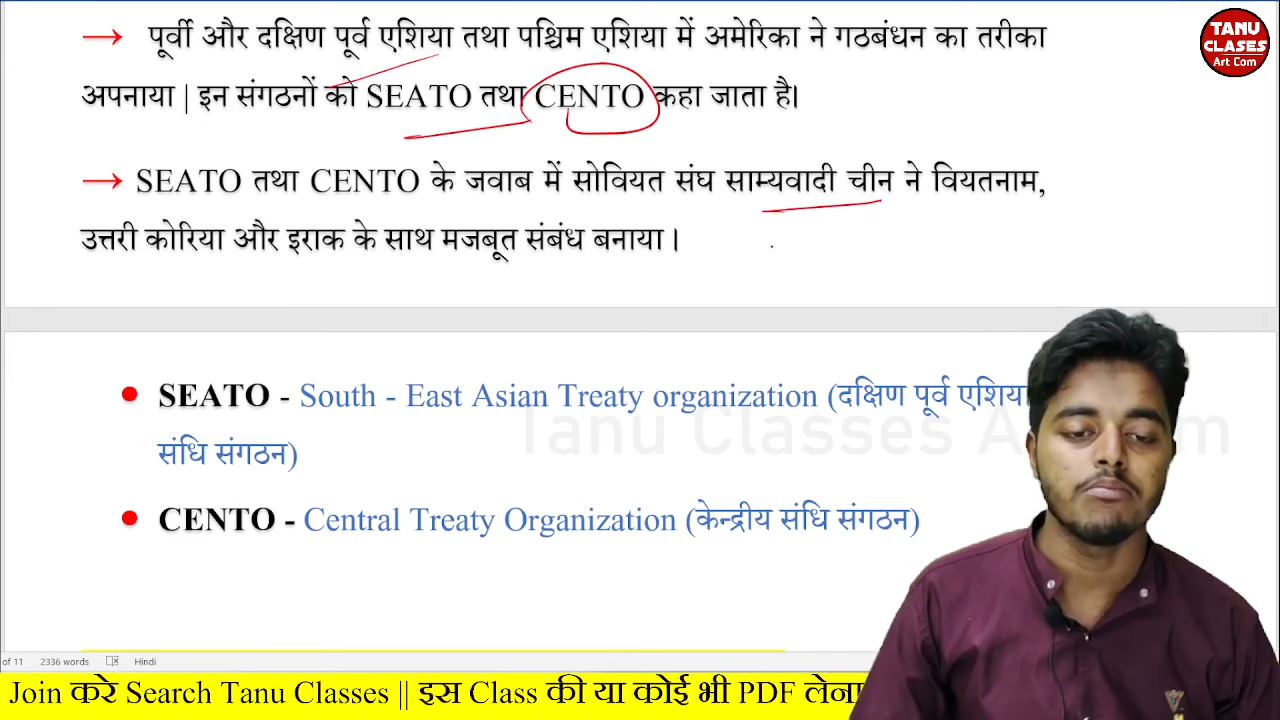 TANU
CLASES
Art Com
→ पूर्वी और दक्षिण पूर्व एशिया तथा पश्चिम एशिया में अमेरिका ने गठबंधन का तरीका
अपनाया | इन संगठनों को SEATO तथा CENTO कहा जाता है।
→ SEATO तथा CENTO के जवाब में सोवियत संघ साम्यवादी चीन ने वियतनाम,
उत्तरी कोरिया और इराक के साथ मजबूत संबंध बनाया।
• SEATO - South - East Asian Treaty organization (दक्षिण पूर्व एशिया
संधि संगठन)
Tanu Classes A Com
• CENTO - Central Treaty Organization (केन्द्रीय संधि संगठन)
of 11 2336 words Hindi
Join करे Search Tanu Classes || इस Class की या कोई भी PDF लेना